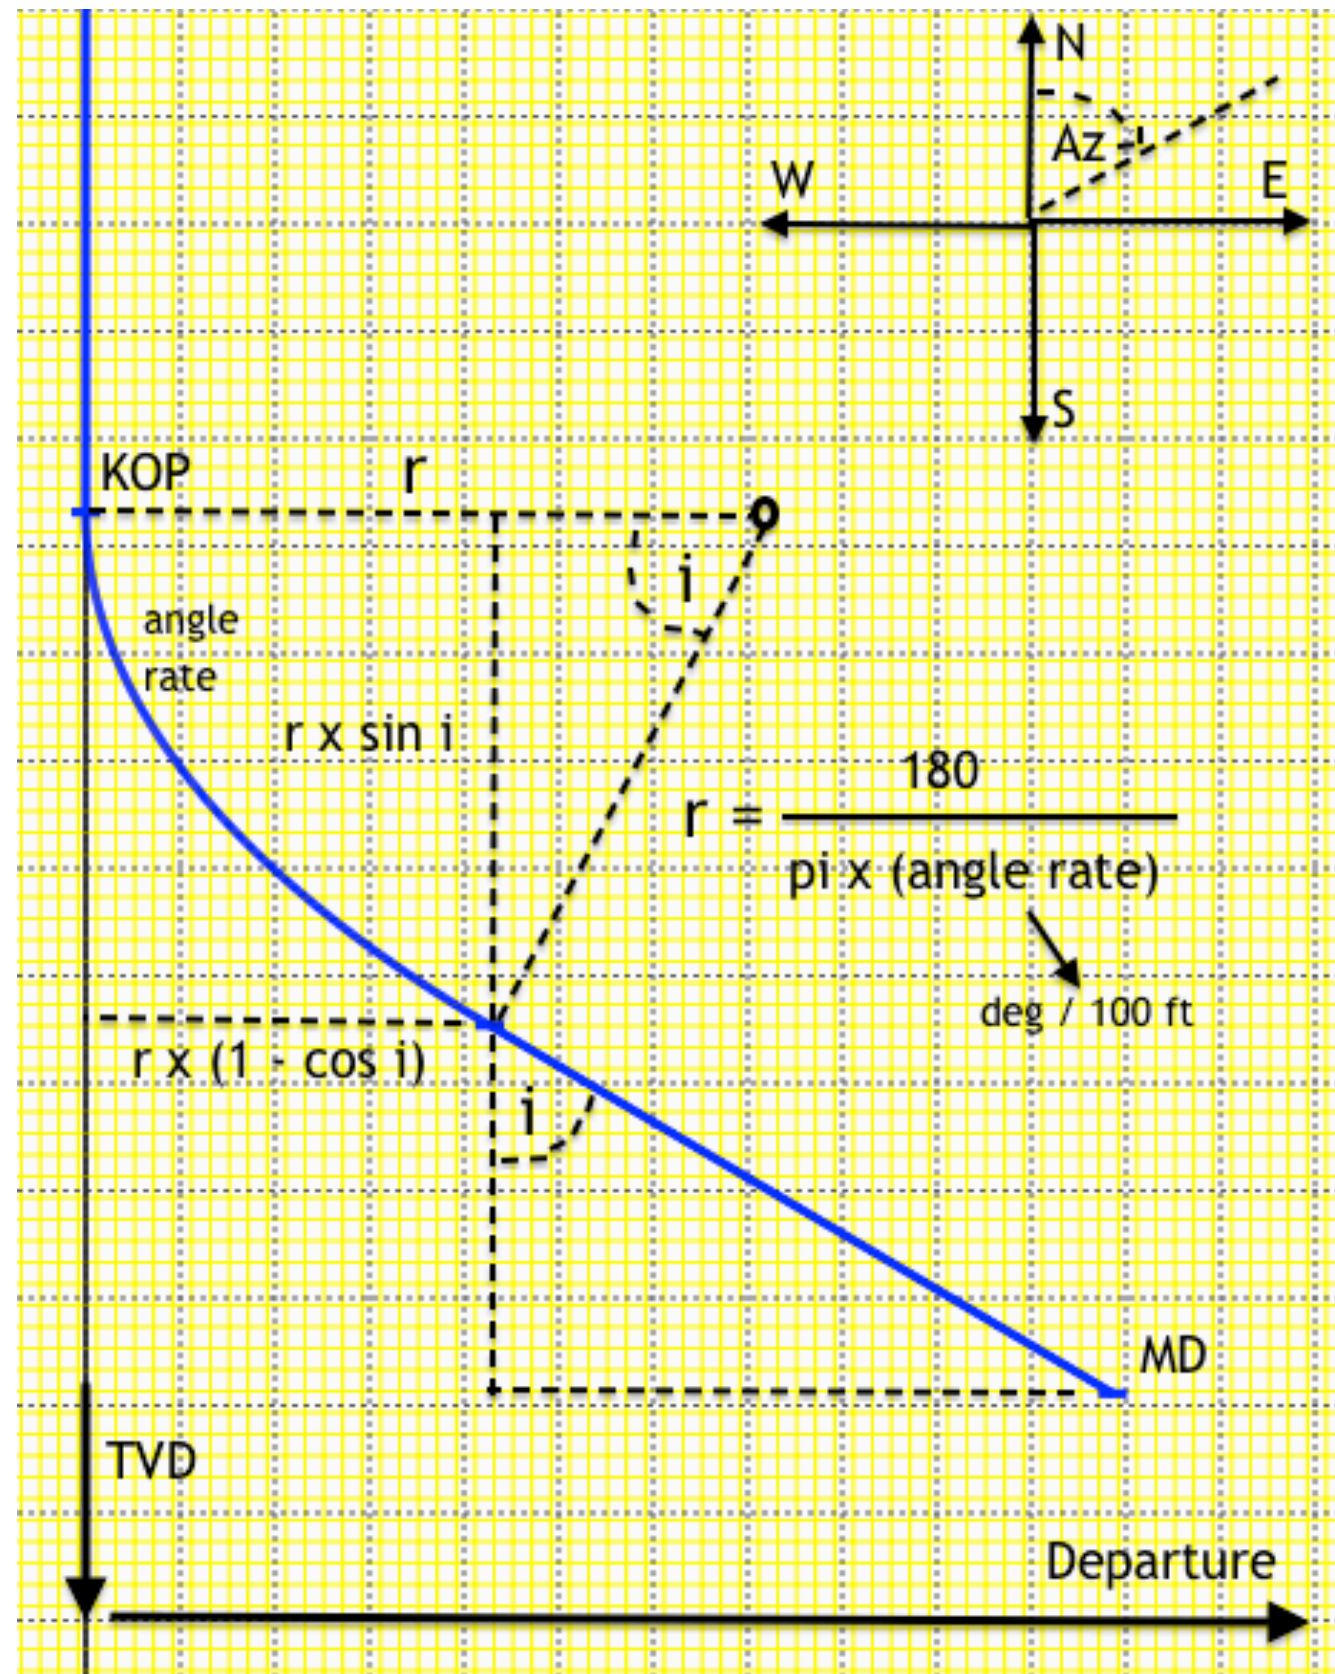 N
Az
W
E
S
KOP
r
i
angle
rate
r x sin i
180
r =
pi x (angle rate)
deg / 100 ft
r x (1 - cos i)
i
MD
TVD
Departure